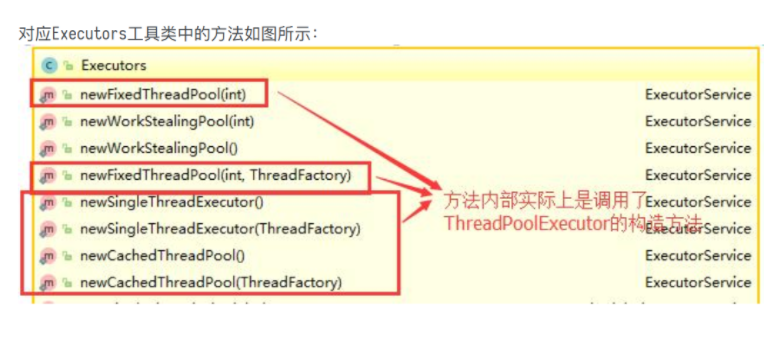 对应Executors工具类中的方法如图所示：
Executors
newFixedThreadPool(int) ExecutorService
newWorkStealingPool(int) ExecutorService
newWorkStealingPool() ExecutorService
newFixedThreadPool(int, ThreadFactory) ExecutorService
newSingleThreadExecutor() ExecutorService
newSingleThreadExecutor(ThreadFactory) ExecutorService
newCachedThreadPool() ExecutorService
newCachedThreadPool(ThreadFactory) ExecutorService
方法内部实际上是调用了
ThreadPoolExecutor的构造方法